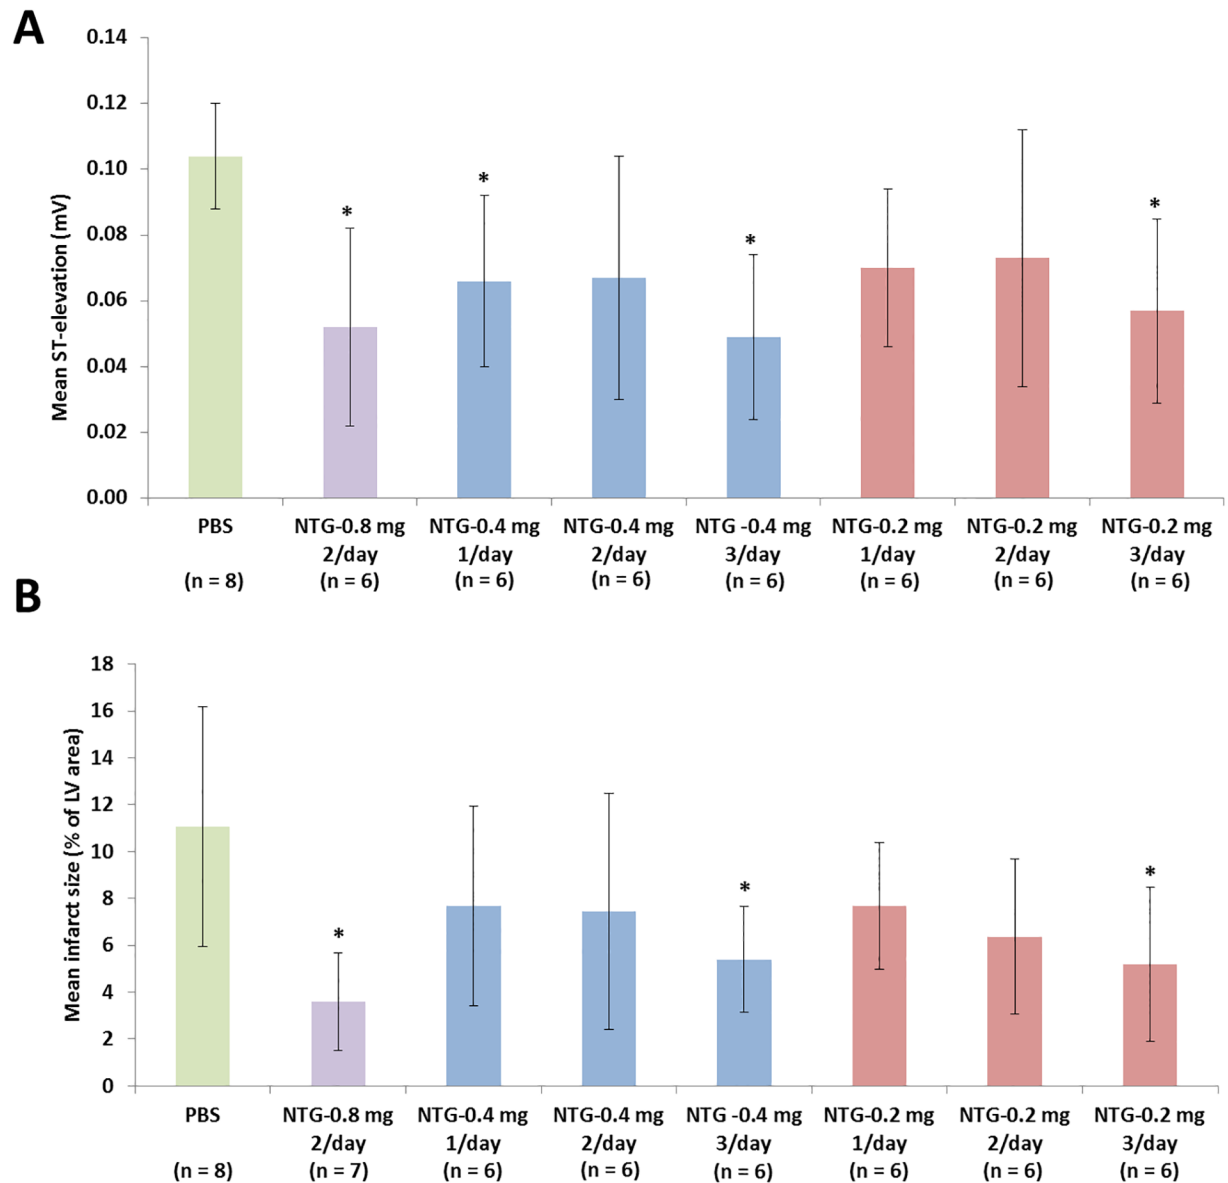 A
Mean ST-elevation (mV)
0.14
0.12
0.10
0.08
0.06
0.04
0.02
0.00
*
*
*
*
PBS
(n = 8)
NTG-0.8 mg
2/day
(n = 6)
NTG-0.4 mg
1/day
(n = 6)
NTG-0.4 mg
2/day
(n = 6)
NTG -0.4 mg
3/day
(n = 6)
NTG-0.2 mg
1/day
(n = 6)
NTG-0.2 mg
2/day
(n = 6)
NTG-0.2 mg
3/day
(n = 6)
B
Mean infarct size (% of LV area)
18
16
14
12
10
8
6
4
2
0
*
*
*
PBS
(n = 8)
NTG-0.8 mg
2/day
(n = 7)
NTG-0.4 mg
1/day
(n = 6)
NTG-0.4 mg
2/day
(n = 6)
NTG -0.4 mg
3/day
(n = 6)
NTG-0.2 mg
1/day
(n = 6)
NTG-0.2 mg
2/day
(n = 6)
NTG-0.2 mg
3/day
(n = 6)